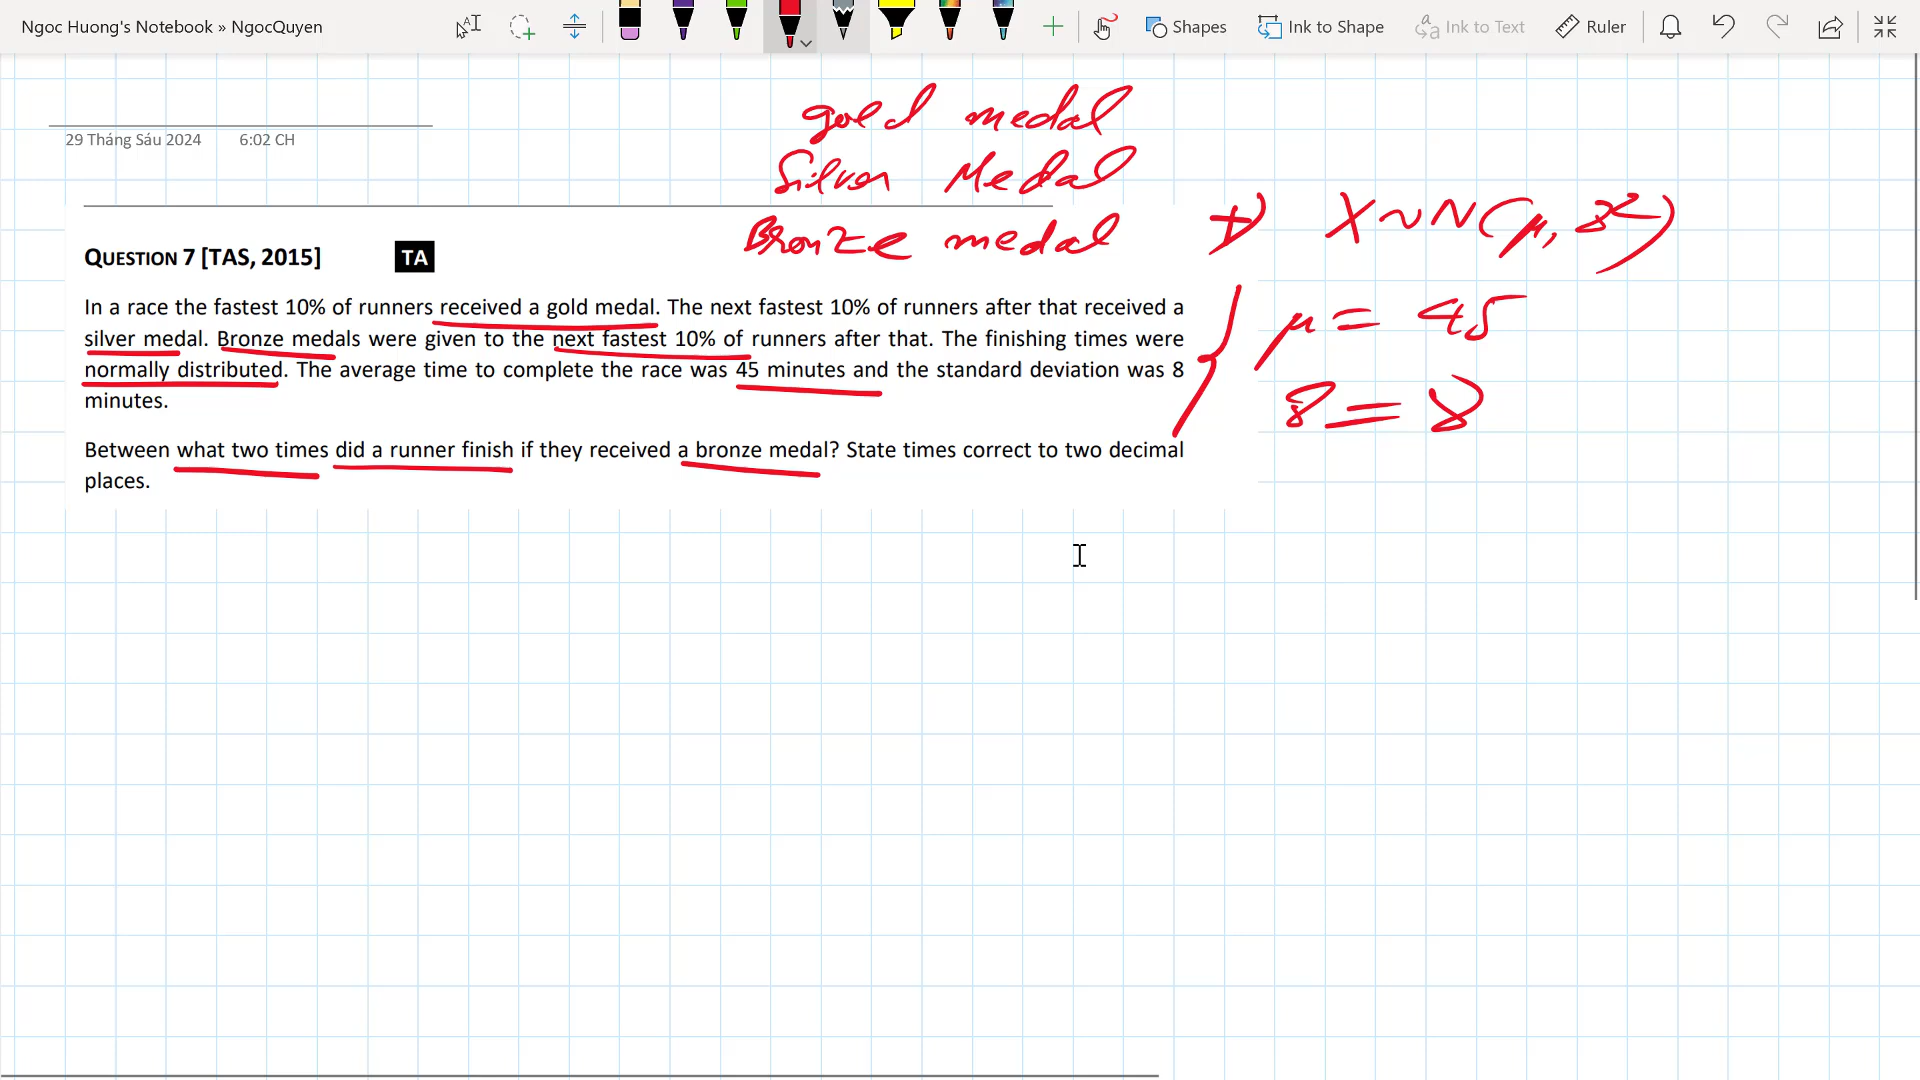 Ngoc Huong's Notebook » NgocQuyen
Shapes
Ink to Shape
Ink to Text
Ruler
gold medal
29 Tháng Sáu 2024 6:02 CH
Silver Medal
Bronze medal
X ~ N(μ, σ²)
QUESTION 7 [TAS, 2015] TA
In a race the fastest 10% of runners received a gold medal. The next fastest 10% of runners after that received a
silver medal. Bronze medals were given to the next fastest 10% of runners after that. The finishing times were
normally distributed. The average time to complete the race was 45 minutes and the standard deviation was 8
minutes.
μ = 45
8 = 8
Between what two times did a runner finish if they received a bronze medal? State times correct to two decimal
places.